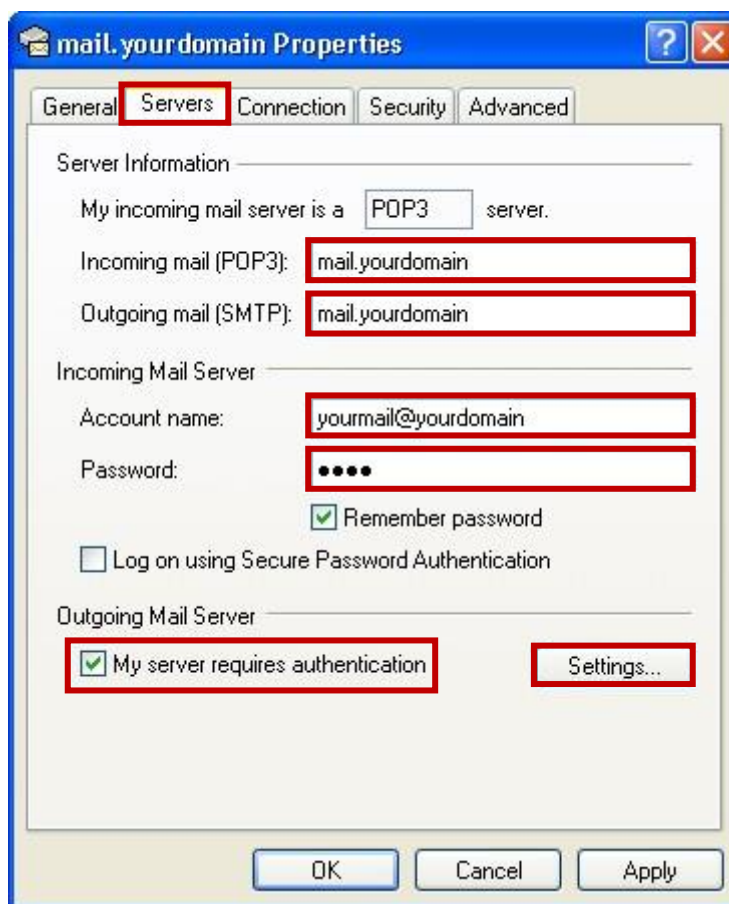 mail.yourdomain Properties
General Servers Connection Security Advanced
Server Information
My incoming mail server is a POP3 server.
Incoming mail (POP3): mail.yourdomain
Outgoing mail (SMTP): mail.yourdomain
Incoming Mail Server
Account name: yourmail@yourdomain
Password: ●●●●
Remember password
Log on using Secure Password Authentication
Outgoing Mail Server
My server requires authentication Settings...
OK Cancel Apply